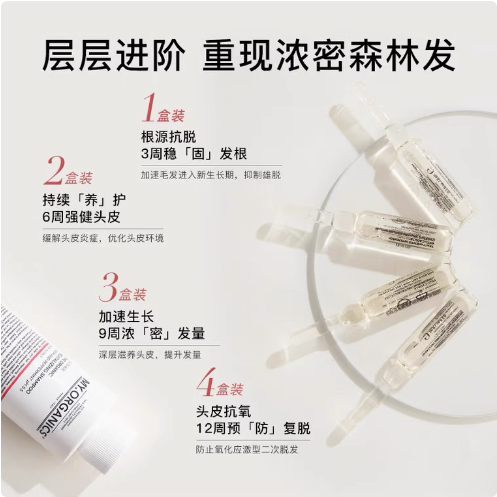 层层进阶 重现浓密森林发
1盒装
根源抗脱
3周稳「固」发根
加速毛发进入新生长期，抑制雄脱
2盒装
持续「养」护
6周强健头皮
缓解头皮炎症，优化头皮环境
3盒装
加速生长
9周浓「密」发量
深层滋养头皮，提升发量
4盒装
头皮抗氧
12周预「防」复脱
防止氧化应激型二次脱发
MY.ORGANICS